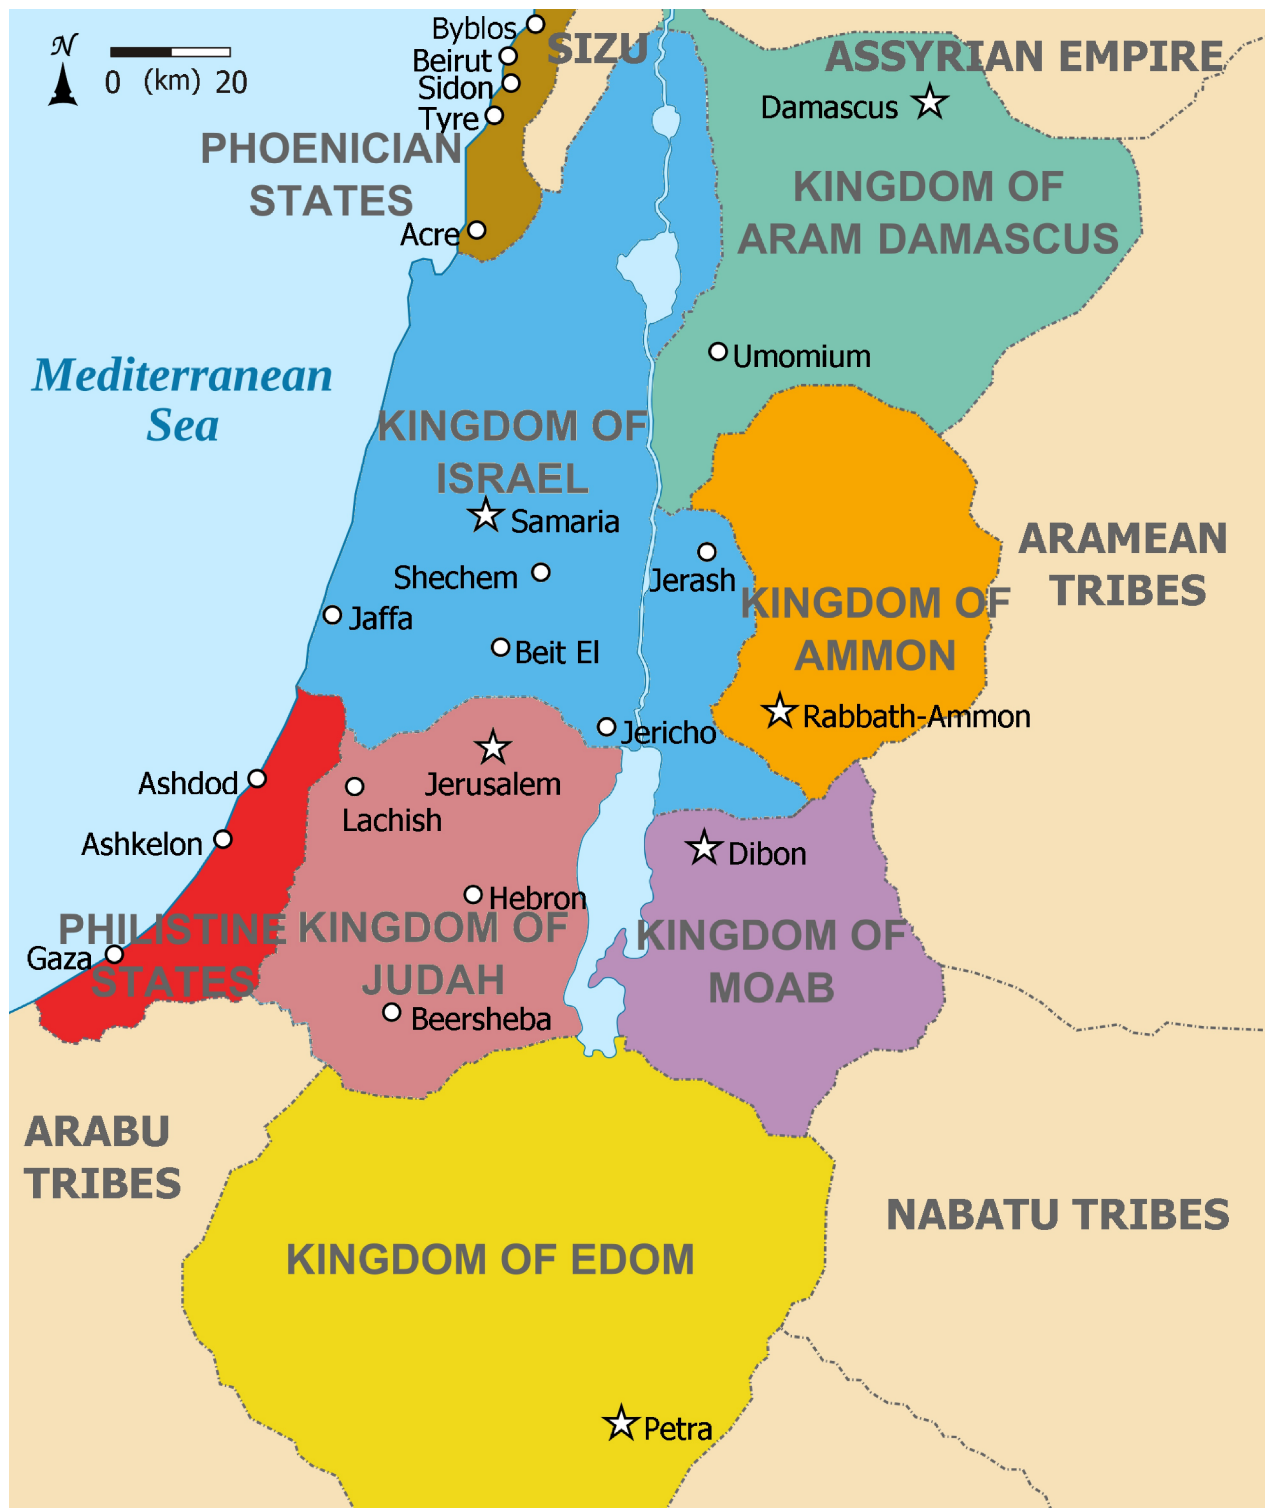 Byblos
SIZU
ASSYRIAN EMPIRE
N
0 (km) 20
Beirut
Sidon
Damascus
Tyre
PHOENICIAN
STATES
KINGDOM OF
ARAM DAMASCUS
Acre
Mediterranean
Sea
Umomium
KINGDOM OF
ISRAEL
Samaria
ARAMEAN
TRIBES
Shechem
Jerash
KINGDOM OF
AMMON
Jaffa
Beit El
Rabbath-Ammon
Jericho
Jerusalem
Ashdod
Lachish
Ashkelon
Dibon
Hebron
PHILISTINE
STATES
KINGDOM OF
JUDAH
KINGDOM OF
MOAB
Gaza
Beersheba
ARABU
TRIBES
NABATU TRIBES
KINGDOM OF EDOM
Petra